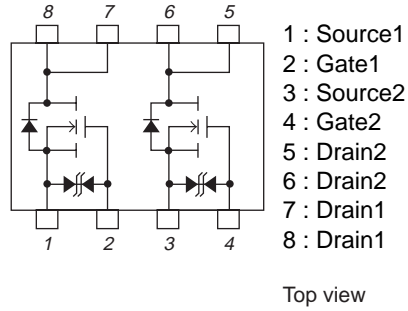 8 7 6 5
1 : Source1
2 : Gate1
3 : Source2
4 : Gate2
5 : Drain2
6 : Drain2
7 : Drain1
8 : Drain1
1 2 3 4
Top view